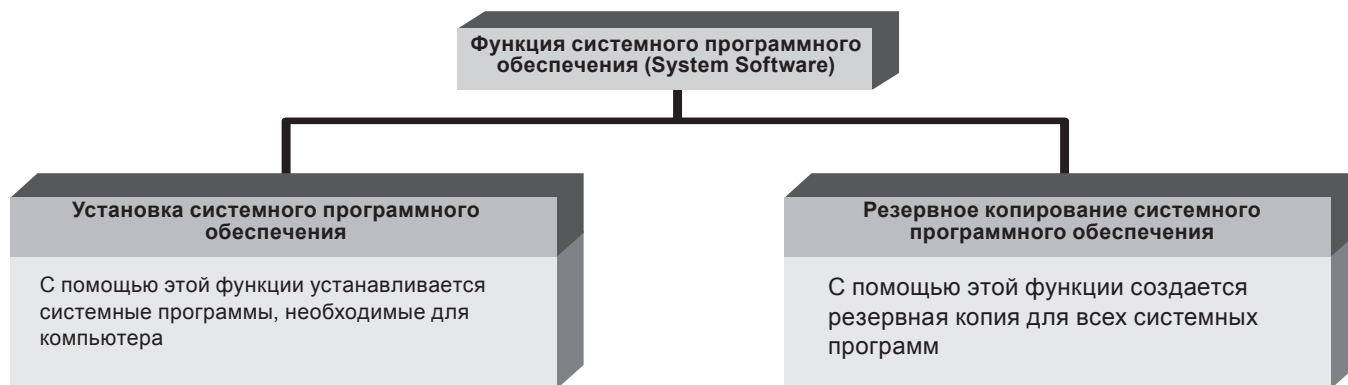 Функция системного программного
обеспечения (System Software)
Установка системного программного
обеспечения
С помощью этой функции устанавливается
системные программы, необходимые для
компьютера
Резервное копирование системного
программного обеспечения
С помощью этой функции создается
резервная копия для всех системных
программ